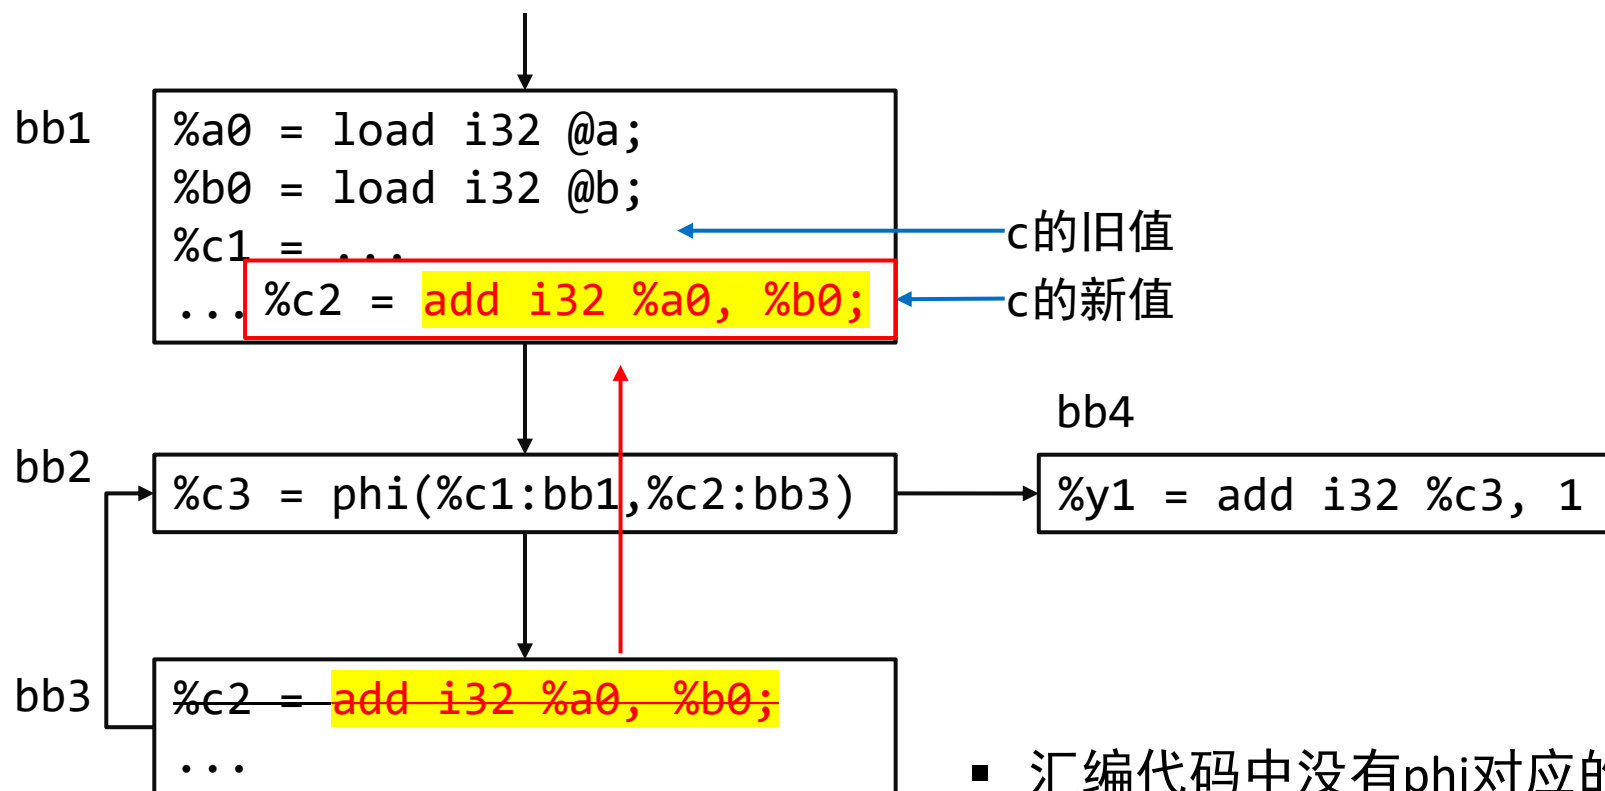 bb1
%a0 = load i32 @a;
%b0 = load i32 @b;
%c1 = ...
c的旧值
... %c2 = add i32 %a0, %b0;
c的新值
bb4
bb2
%c3 = phi(%c1:bb1,%c2:bb3)
%y1 = add i32 %c3, 1
bb3
%c2 = add i32 %a0, %b0;
...
▪ 汇编代码中没有phi对应的